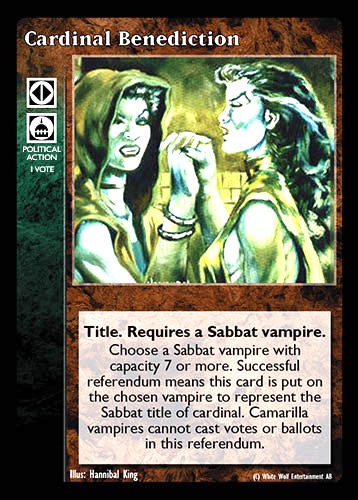 Cardinal Benediction
POLITICAL
ACTION
1 VOTE
Title. Requires a Sabbat vampire.
Choose a Sabbat vampire with
capacity 7 or more. Successful
referendum means this card is put on
the chosen vampire to represent the
Sabbat title of cardinal. Camarilla
vampires cannot cast votes or ballots
in this referendum.
Illus: Hannibal King
(C) White Wolf Entertainment AB